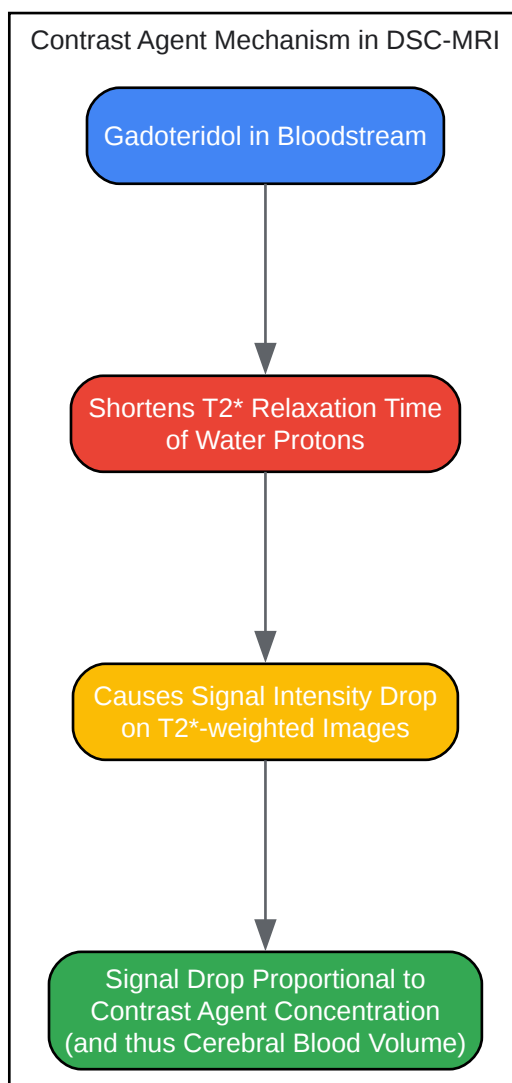 Contrast Agent Mechanism in DSC-MRI
Gadoteridol in Bloodstream
Shortens T2* Relaxation Time
of Water Protons
Causes Signal Intensity Drop
on T2*-weighted Images
Signal Drop Proportional to
Contrast Agent Concentration
(and thus Cerebral Blood Volume)